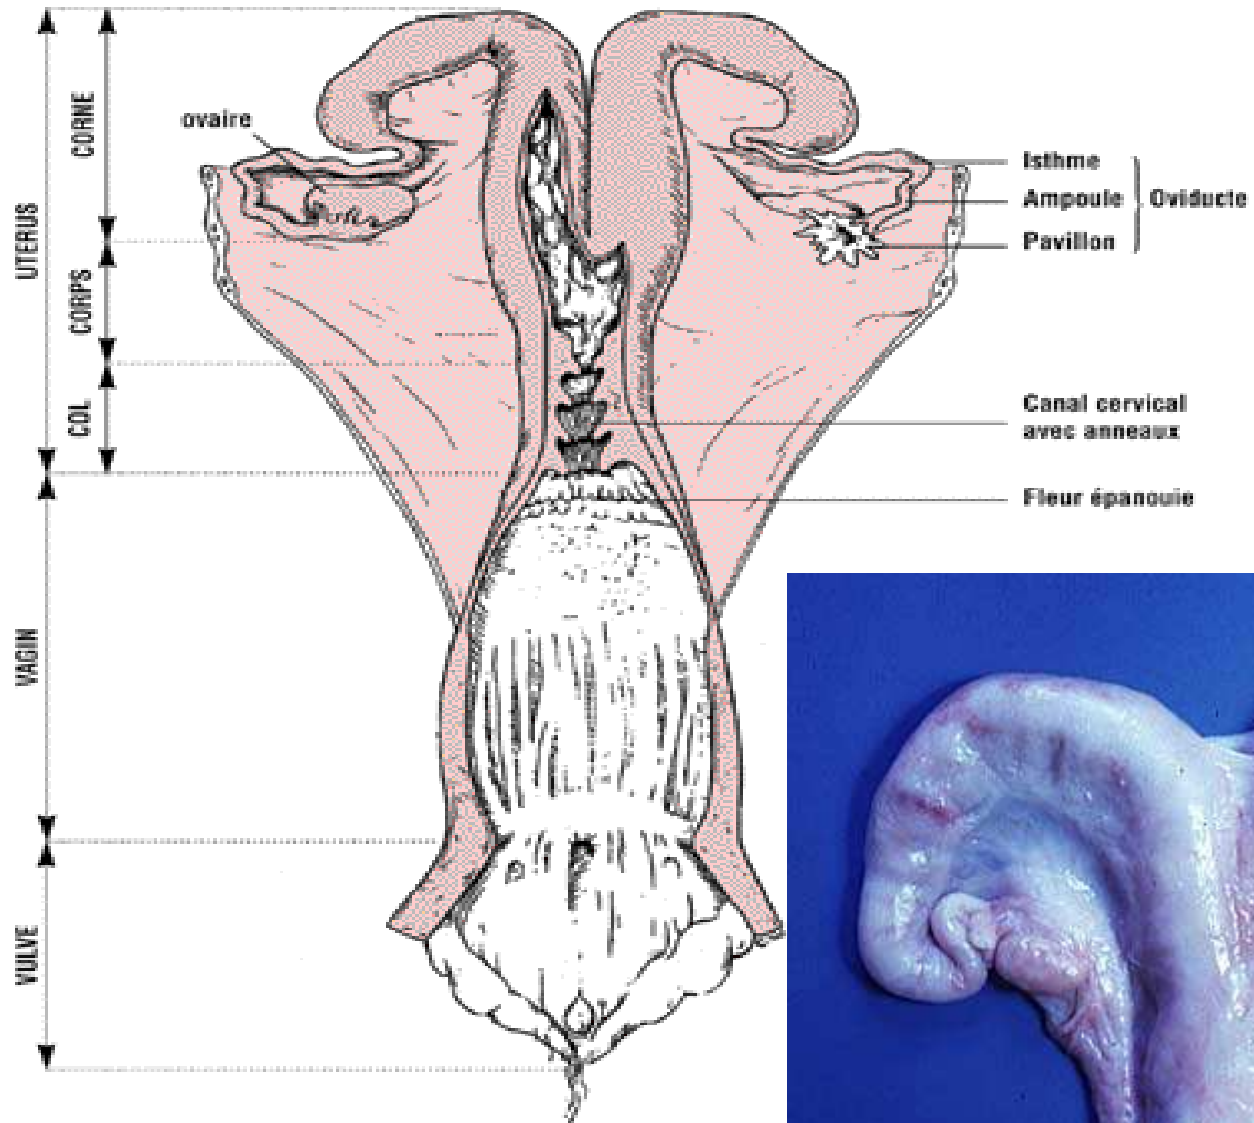 ovaire
CORNE
UTERUS
CORPS
COL
VAGIN
VULVE
Isthme
Ampoule
Oviducte
Pavillon
Canal cervical
avec anneaux
Fleur épanouie